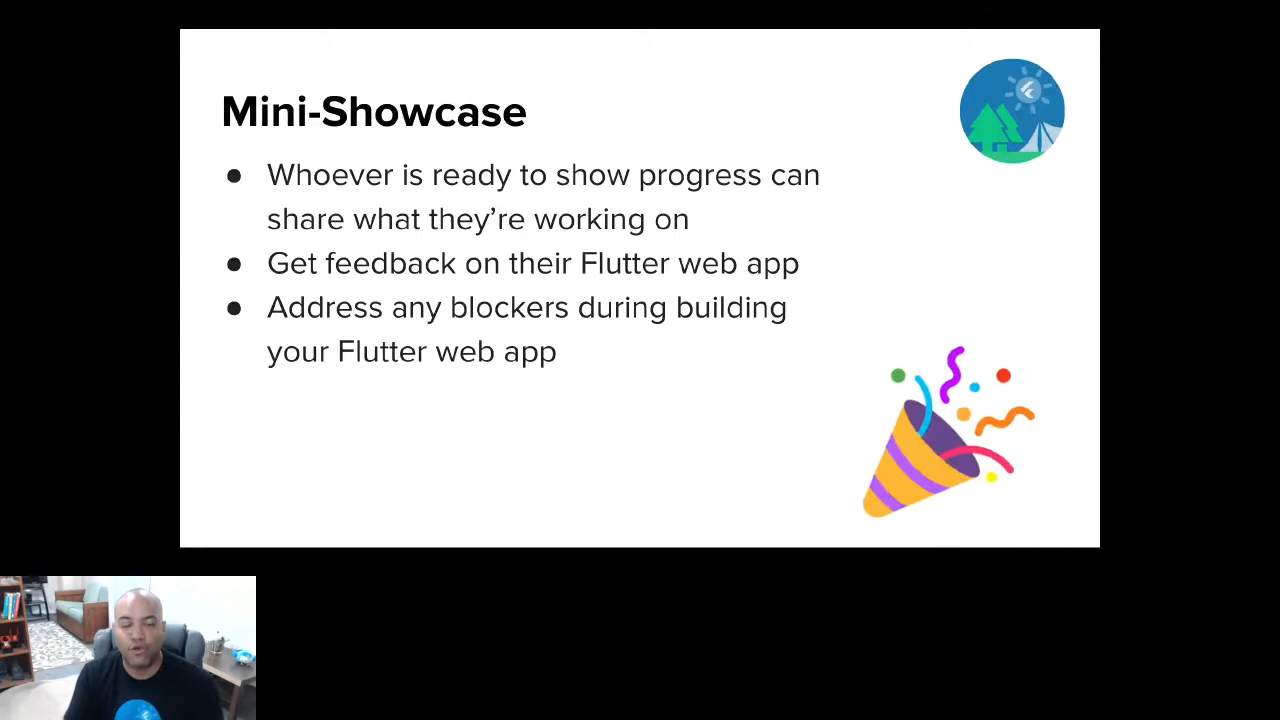 Mini-Showcase
● Whoever is ready to show progress can
share what they’re working on
● Get feedback on their Flutter web app
● Address any blockers during building
your Flutter web app